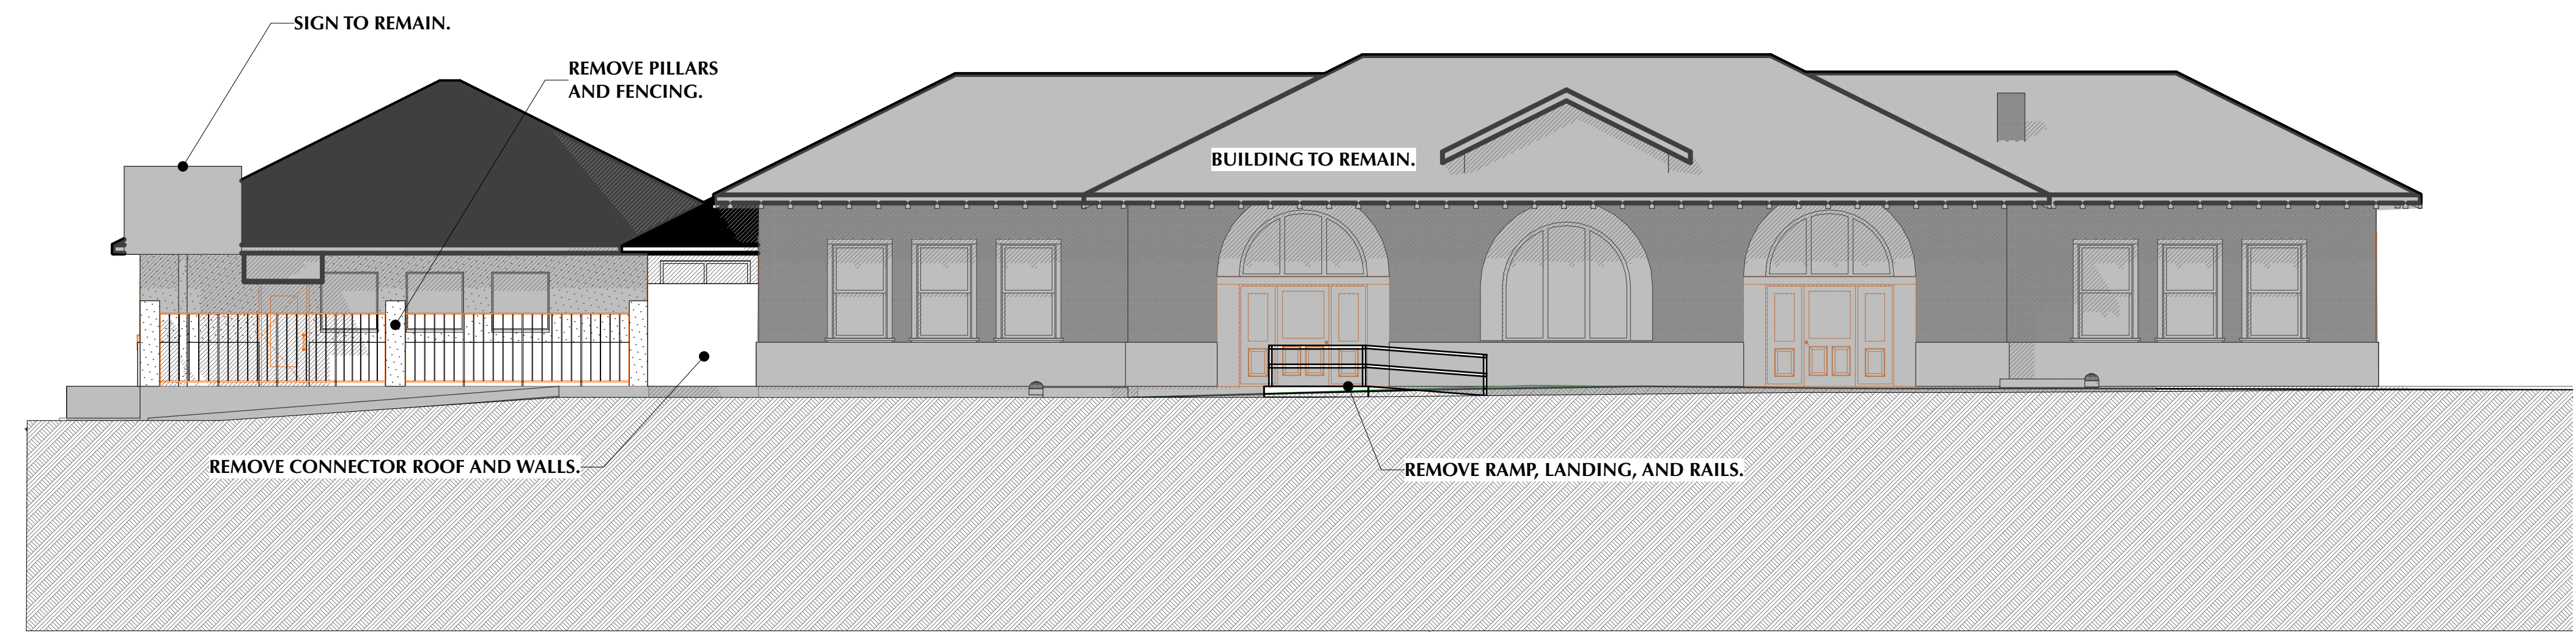 SIGN TO REMAIN.
REMOVE PILLARS
AND FENCING.
BUILDING TO REMAIN.
REMOVE CONNECTOR ROOF AND WALLS.
REMOVE RAMP, LANDING, AND RAILS.